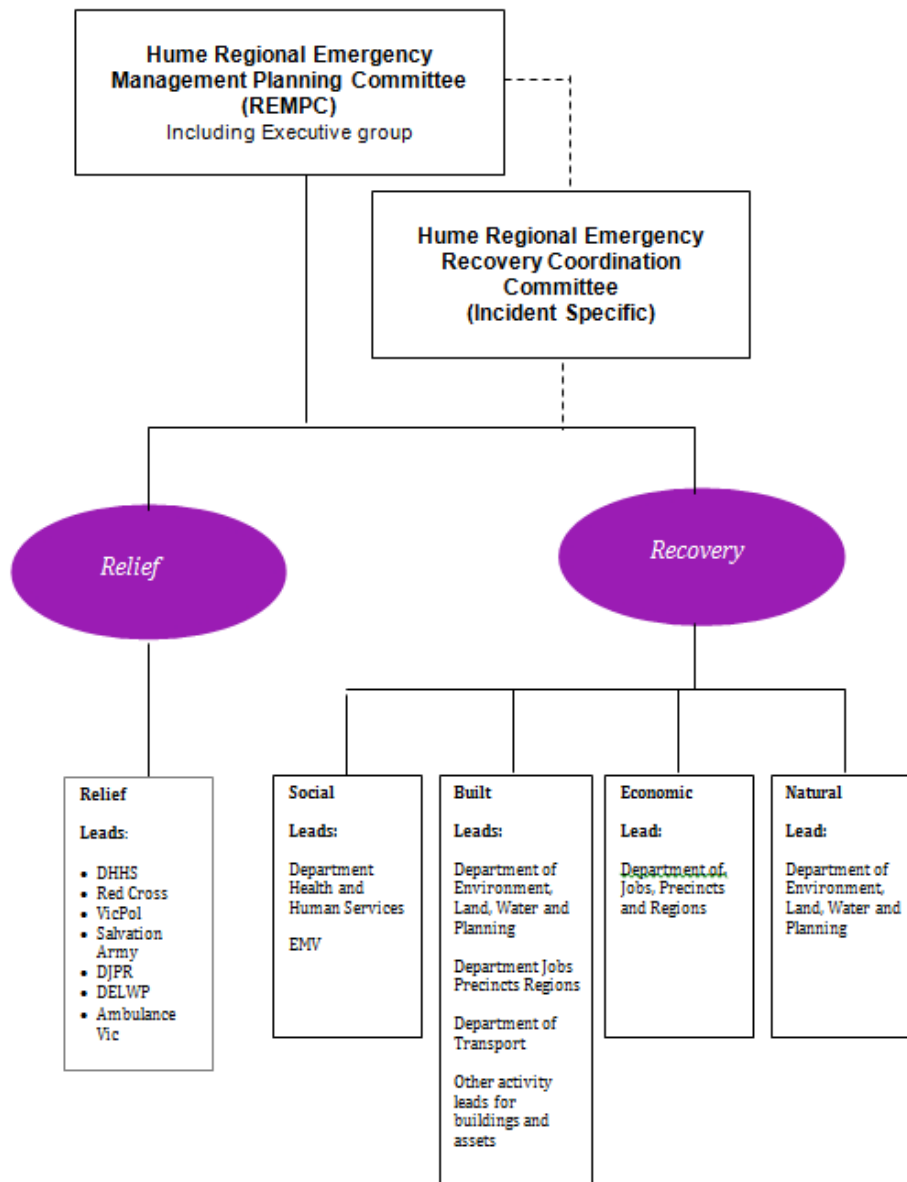 Hume Regional Emergency
Management Planning Committee
(REMPC)
Including Executive group
Hume Regional Emergency
Recovery Coordination
Committee
(Incident Specific)
Relief
Recovery
Relief
Leads:
• DHHS
• Red Cross
• VicPol
• Salvation
Army
• DJPR
• DELWP
• Ambulance
Vic
Social
Leads:
Department
Health and
Human Services
EMV
Built
Leads:
Department of
Environment,
Land, Water and
Planning
Department Jobs
Precincts Regions
Department of
Transport
Other activity
leads for
buildings and
assets
Economic
Lead:
Department of
Jobs, Precincts
and Regions
Natural
Lead:
Department of
Environment,
Land, Water and
Planning